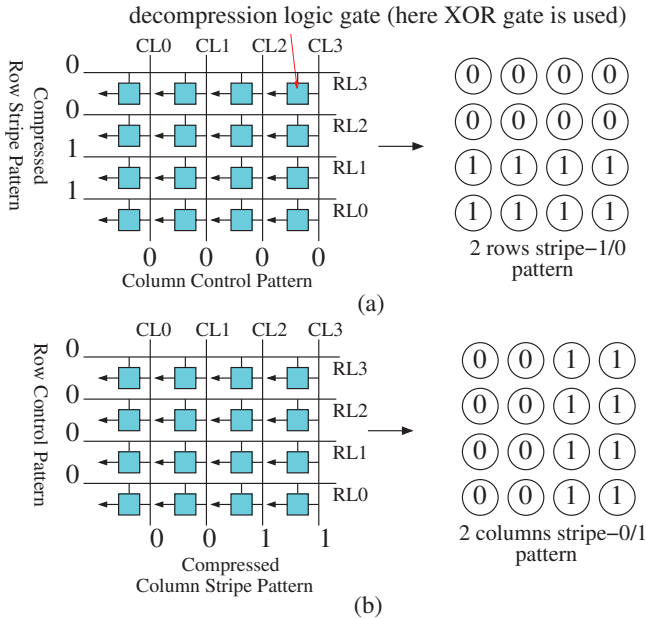 decompression logic gate (here XOR gate is used)
(a)
CL0 CL1 CL2 CL3
Compressed
Row Stripe Pattern
0
0
1
1
RL3
RL2
RL1
RL0
0 0 0 0
Column Control Pattern
0 0 0 0
0 0 0 0
1 1 1 1
1 1 1 1
2 rows stripe−1/0
pattern
(a)
CL0 CL1 CL2 CL3
Row Control Pattern
0
0
0
0
RL3
RL2
RL1
RL0
0 0 1 1
Compressed
Column Stripe Pattern
0 0 1 1
0 0 1 1
0 0 1 1
0 0 1 1
2 columns stripe−0/1
pattern
(b)